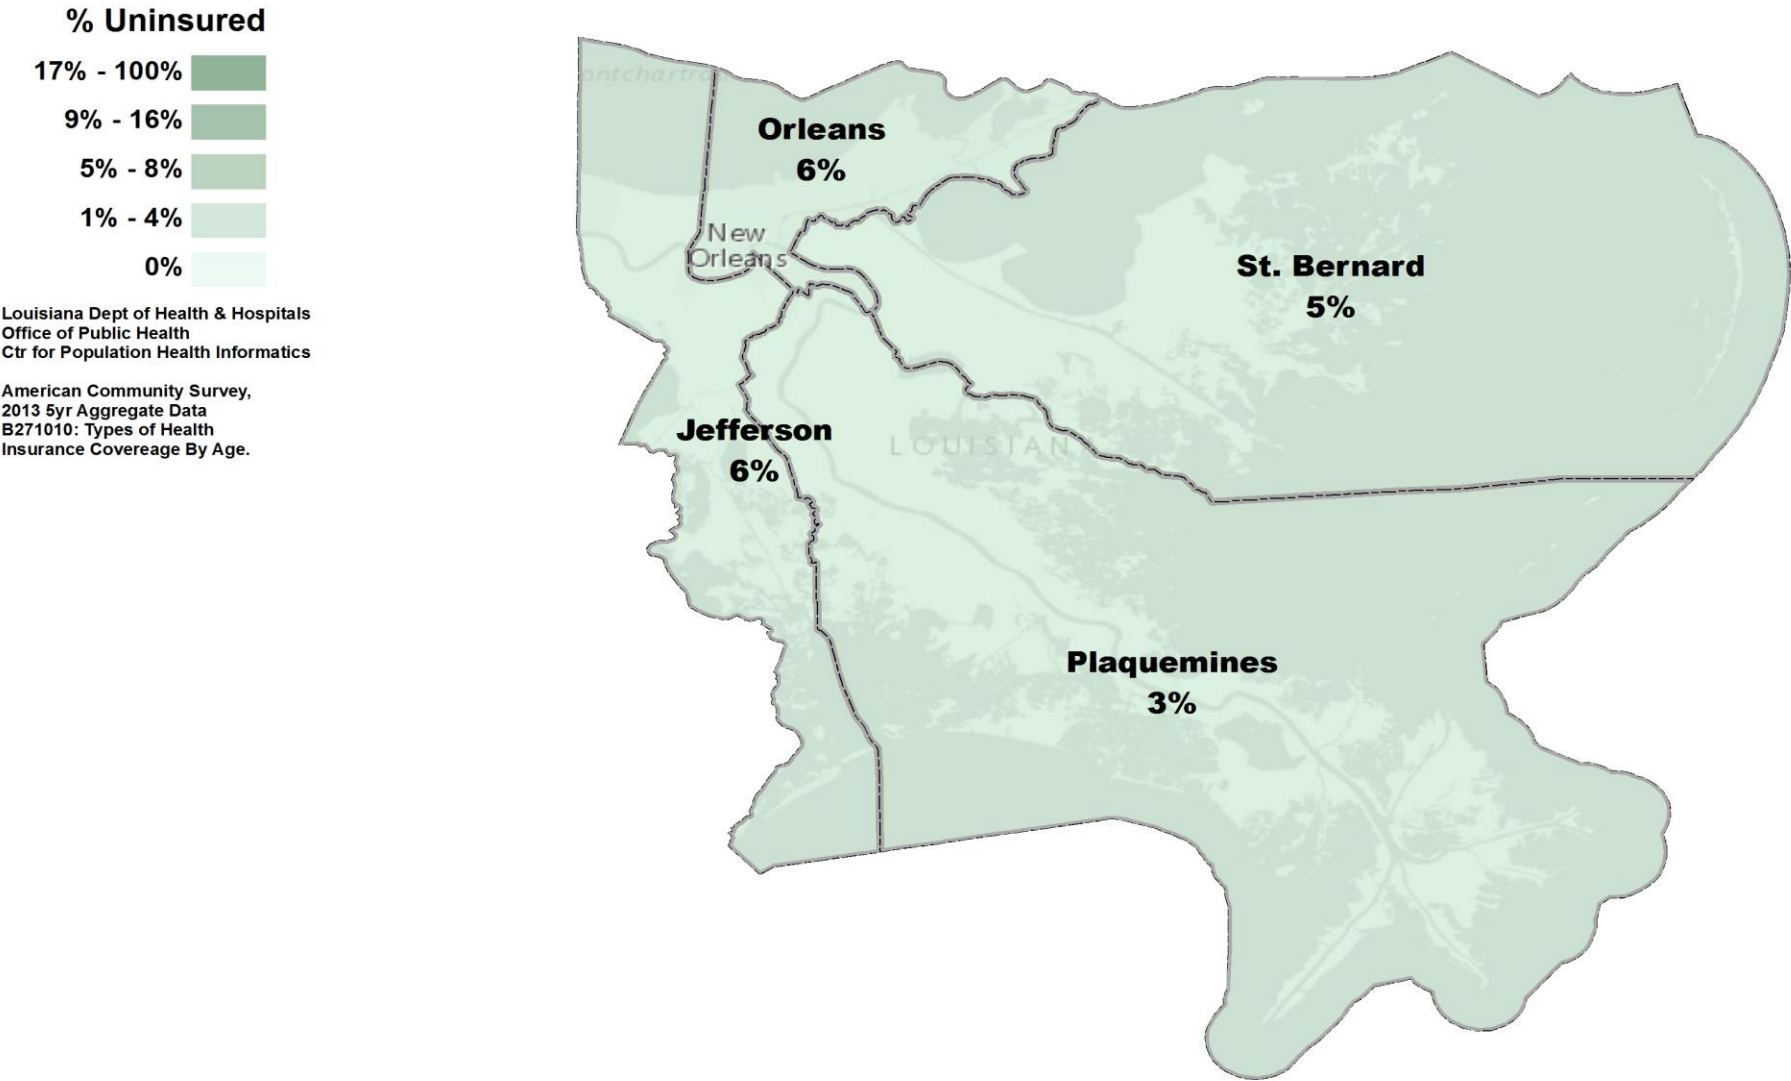 % Uninsured
17% - 100%
9% - 16%
5% - 8%
1% - 4%
0%
Louisiana Dept of Health & Hospitals
Office of Public Health
Ctr for Population Health Informatics
American Community Survey,
2013 5yr Aggregate Data
B271010: Types of Health
Insurance Covereage By Age.
ontchartra
Orleans
6%
New
Orleans
St. Bernard
5%
Jefferson
6%
LOUISIAN
Plaquemines
3%